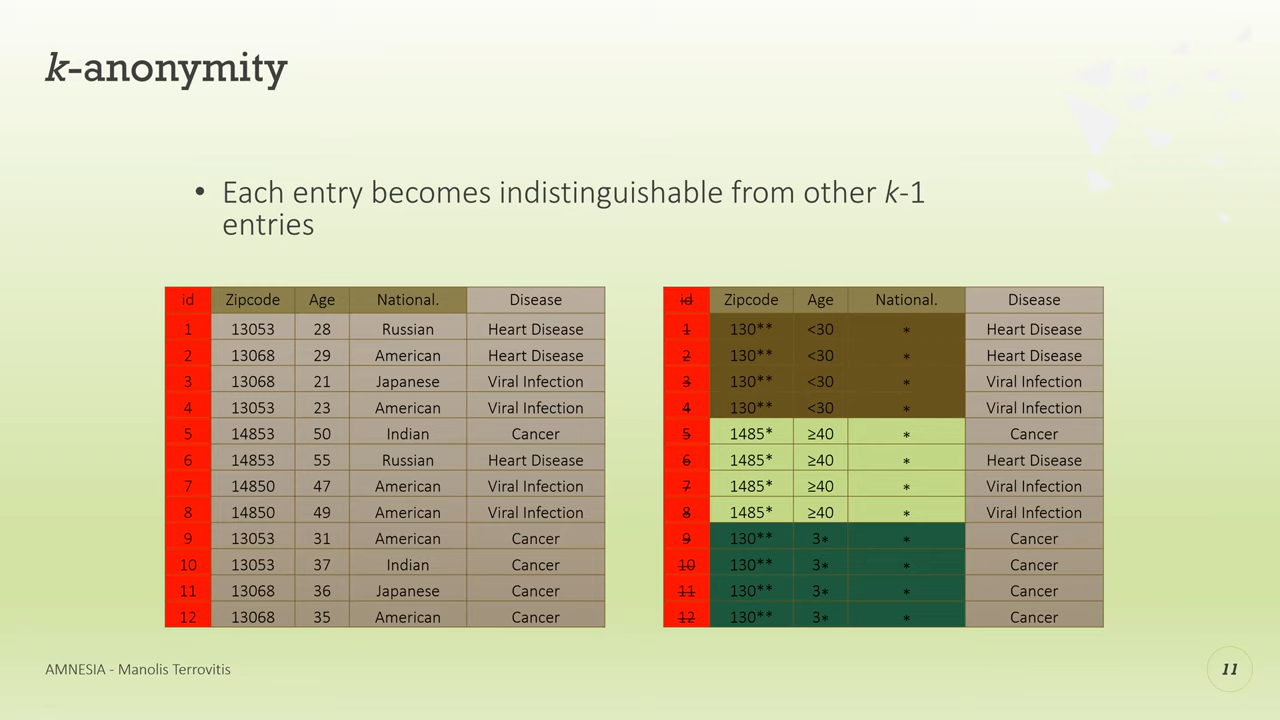 k-anonymity
• Each entry becomes indistinguishable from other k-1
entries
id Zipcode Age National. Disease
1 13053 28 Russian Heart Disease
2 13068 29 American Heart Disease
3 13068 21 Japanese Viral Infection
4 13053 23 American Viral Infection
5 14853 50 Indian Cancer
6 14853 55 Russian Heart Disease
7 14850 47 American Viral Infection
8 14850 49 American Viral Infection
9 13053 31 American Cancer
10 13053 37 Indian Cancer
11 13068 36 Japanese Cancer
12 13068 35 American Cancer
id Zipcode Age National. Disease
1 130** <30 * Heart Disease
2 130** <30 * Heart Disease
3 130** <30 * Viral Infection
4 130** <30 * Viral Infection
5 1485* ≥40 * Cancer
6 1485* ≥40 * Heart Disease
7 1485* ≥40 * Viral Infection
8 1485* ≥40 * Viral Infection
9 130** 3* * Cancer
10 130** 3* * Cancer
11 130** 3* * Cancer
12 130** 3* * Cancer
AMNESIA - Manolis Terrovitis
11